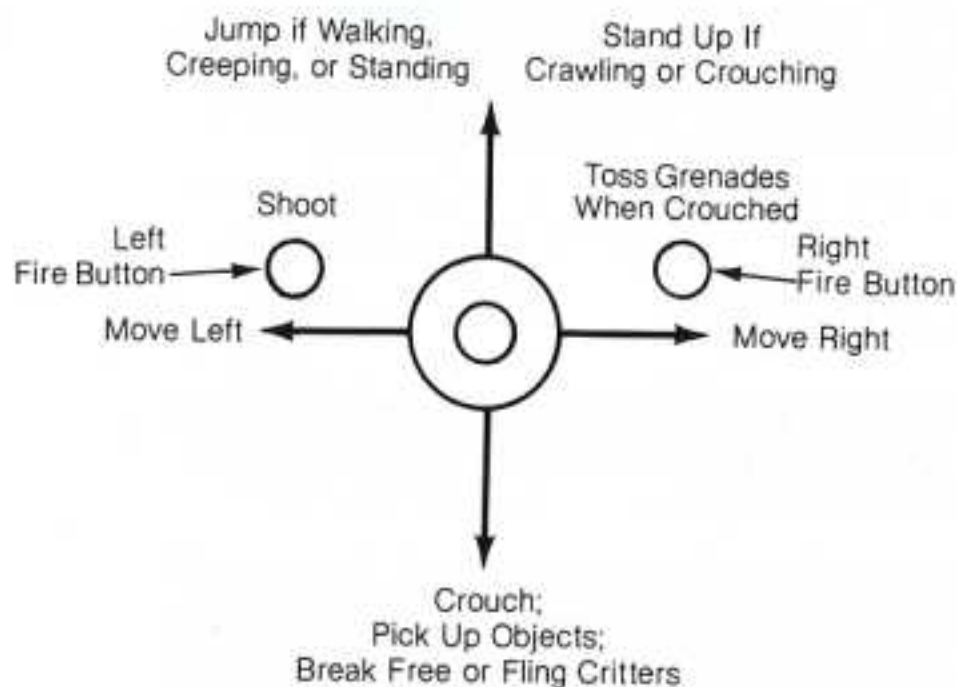 Jump if Walking,
Creeping, or Standing
Stand Up If
Crawling or Crouching
Shoot
Toss Grenades
When Crouched
Left
Fire Button
Right
Fire Button
Move Left
Move Right
Crouch;
Pick Up Objects;
Break Free or Fling Critters